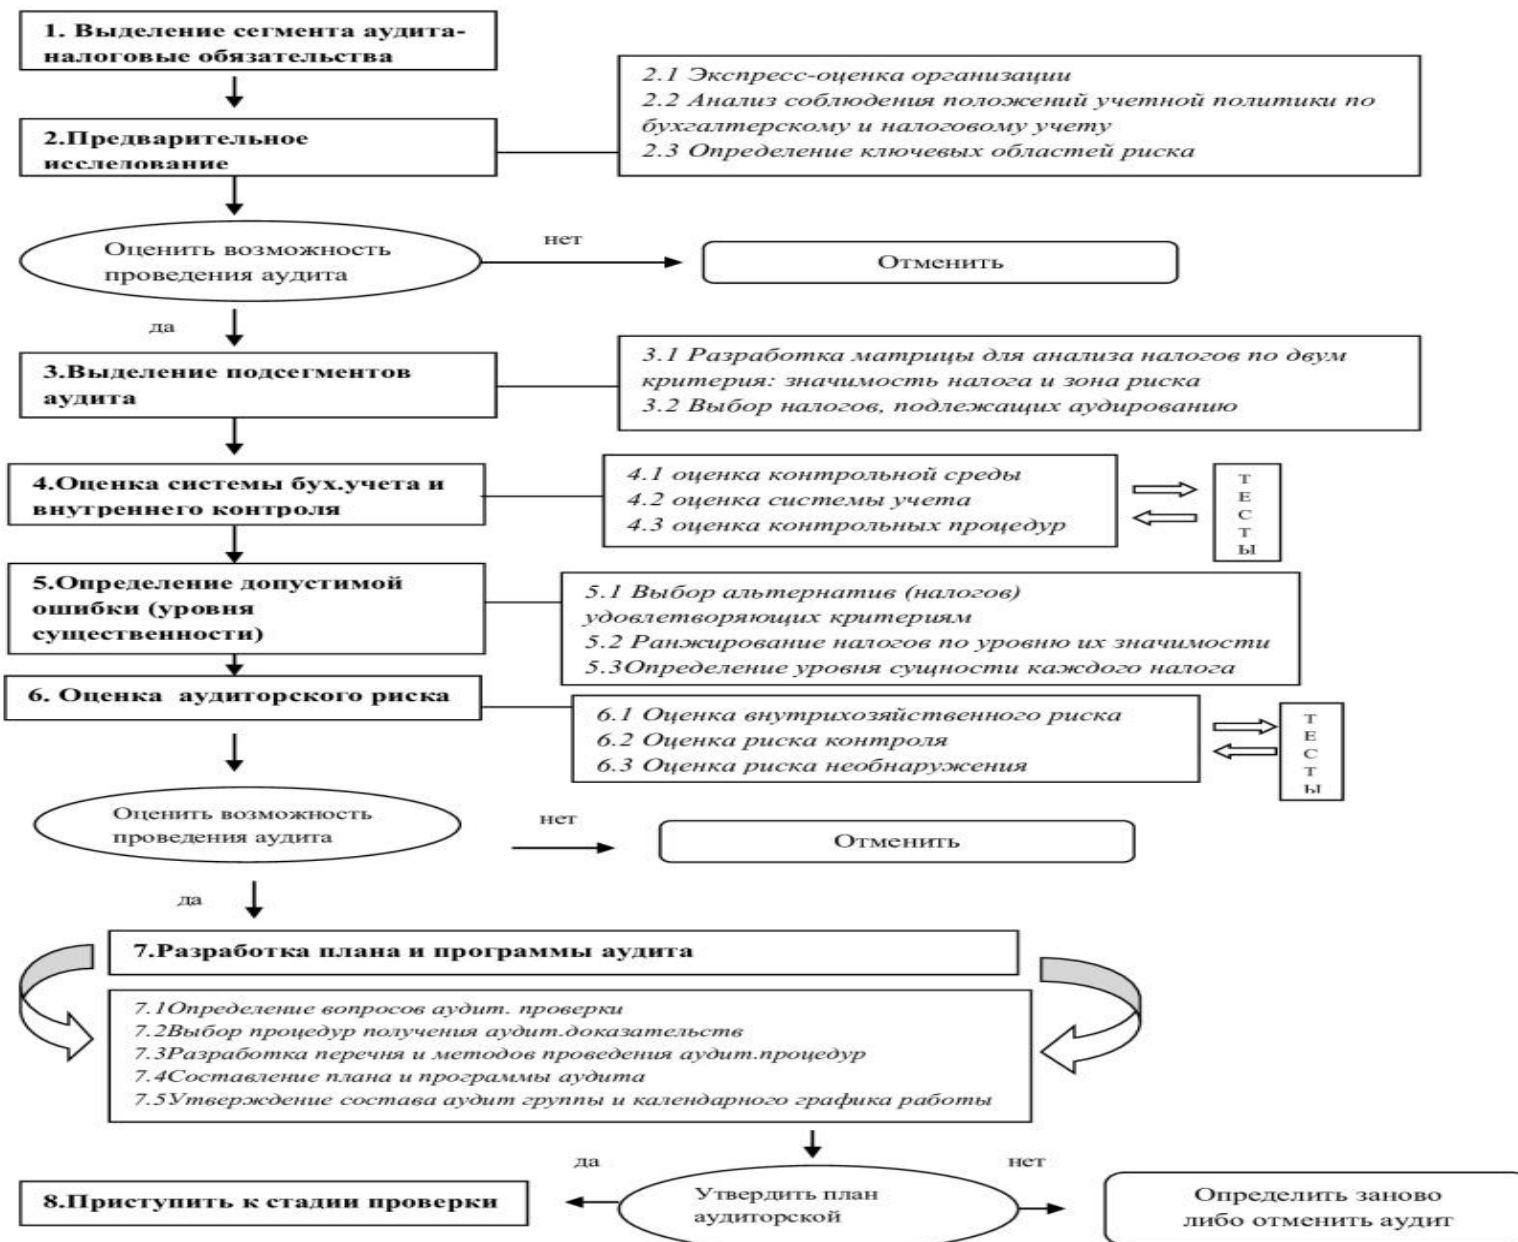 1. Выделение сегмента аудита-
налоговые обязательства
2.1 Экспресс-оценка организации
2.2 Анализ соблюдения положений учетной политики по
бухгалтерскому и налоговому учету
2.3 Определение ключевых областей риска
2.Предварительное
исследование
Оценить возможность
проведения аудита
нет
Отменить
да
3.Выделение подсегментов
аудита
3.1 Разработка матрицы для анализа налогов по двум
критерия: значимость налога и зона риска
3.2 Выбор налогов, подлежащих аудированию
4.Оценка системы бух.учета и
внутреннего контроля
4.1 оценка контрольной среды
4.2 оценка системы учета
4.3 оценка контрольных процедур
Т
Е
С
Т
Ы
5.Определение допустимой
ошибки (уровня
существенности)
5.1 Выбор альтернатив (налогов)
удовлетворяющих критериям
5.2 Ранжирование налогов по уровню их значимости
5.3Определение уровня сущности каждого налога
6. Оценка аудиторского риска
6.1 Оценка внутрихозяйственного риска
6.2 Оценка риска контроля
6.3 Оценка риска необнаружения
Т
Е
С
Т
Ы
Оценить возможность
проведения аудита
нет
Отменить
да
7.Разработка плана и программы аудита
7.1Определение вопросов аудит. проверки
7.2Выбор процедур получения аудит.доказательств
7.3Разработка перечня и методов проведения аудит.процедур
7.4Составление плана и программы аудита
7.5Утверждение состава аудит группы и календарного графика работы
да
нет
8.Приступить к стадии проверки
Утвердить план
аудиторской
Определить заново
либо отменить аудит